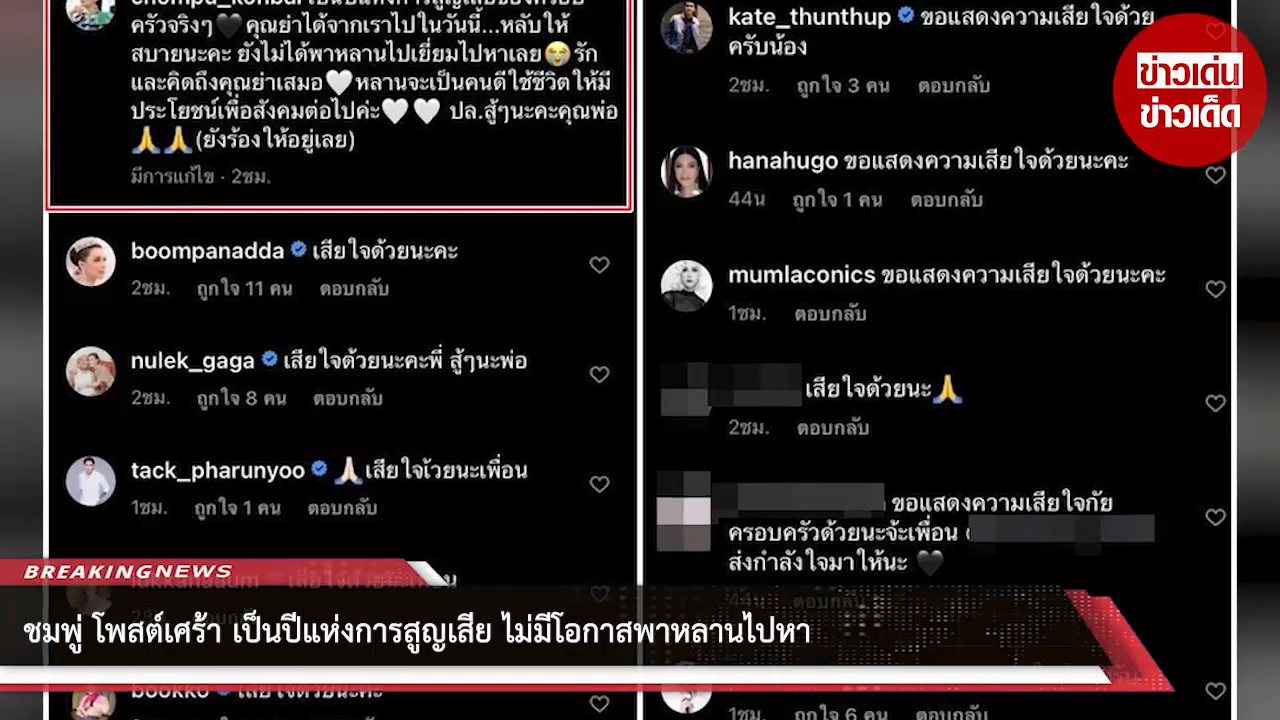 ครัวจริงๆ🖤คุณย่าได้จากเราไปในวันนี้...หลับให้
สบายนะคะ ยังไม่ได้พาหลานไปเยี่ยมไปหาเลย😭รัก
และคิดถึงคุณย่าเสมอ🤍หลานจะเป็นคนดีใช้ชีวิตให้มี
ประโยชน์เพื่อสังคมต่อไปค่ะ🤍🤍 ปล.สู้ๆนะคะคุณพ่อ
🙏🙏(ยังร้องให้อยู่เลย)
มีการแก้ไข · 2ชม.
boompanadda เสียใจด้วยนะคะ
2ชม. ถูกใจ 11 คน ตอบกลับ
nulek_gaga เสียใจด้วยนะคะพี่ สู้ๆนะพ่อ
2ชม. ถูกใจ 8 คน ตอบกลับ
tack_pharunyoo 🙏🏻เสียใจเ้วยนะเพื่อน
1ชม. ถูกใจ 1 คน ตอบกลับ
kate_thunthup ขอแสดงความเสียใจด้วย
ครับน้อง
2ชม. ถูกใจ 3 คน ตอบกลับ
hanahugo ขอแสดงความเสียใจด้วยนะคะ
44น ถูกใจ 1 คน ตอบกลับ
mumlaconics ขอแสดงความเสียใจด้วยนะคะ
1ชม. ตอบกลับ
เสียใจด้วยนะ🙏
2ชม. ตอบกลับ
ขอแสดงความเสียใจกัย
ครอบครัวด้วยนะจ้ะเพื่อน
ส่งกำลังใจมาให้นะ 🖤
44น ตอบกลับ
bookko เสียใจด้วยนะคะ
1ชม. ถูกใจ 6 คน ตอบกลับ
ข่าวเด่น
ข่าวเด็ด
BREAKING NEWS
ชมพู่ โพสต์เศร้า เป็นปีแห่งการสูญเสีย ไม่มีโอกาสพาหลานไปหา